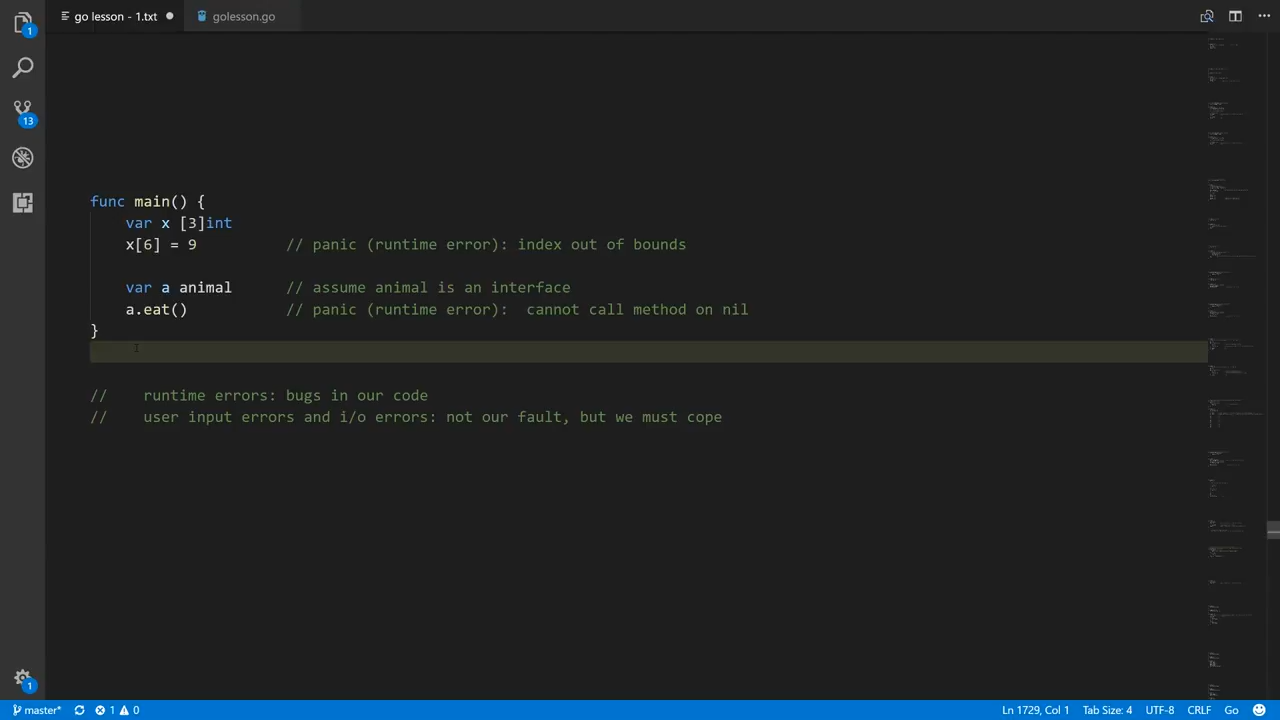 go lesson - 1.txt
golesson.go
1
13
func main() {
var x [3]int
x[6] = 9 // panic (runtime error): index out of bounds
var a animal // assume animal is an interface
a.eat() // panic (runtime error):  cannot call method on nil
}
// runtime errors: bugs in our code
// user input errors and i/o errors: not our fault, but we must cope
1
master* 1 0 Ln 1729, Col 1 Tab Size: 4 UTF-8 CRLF Go